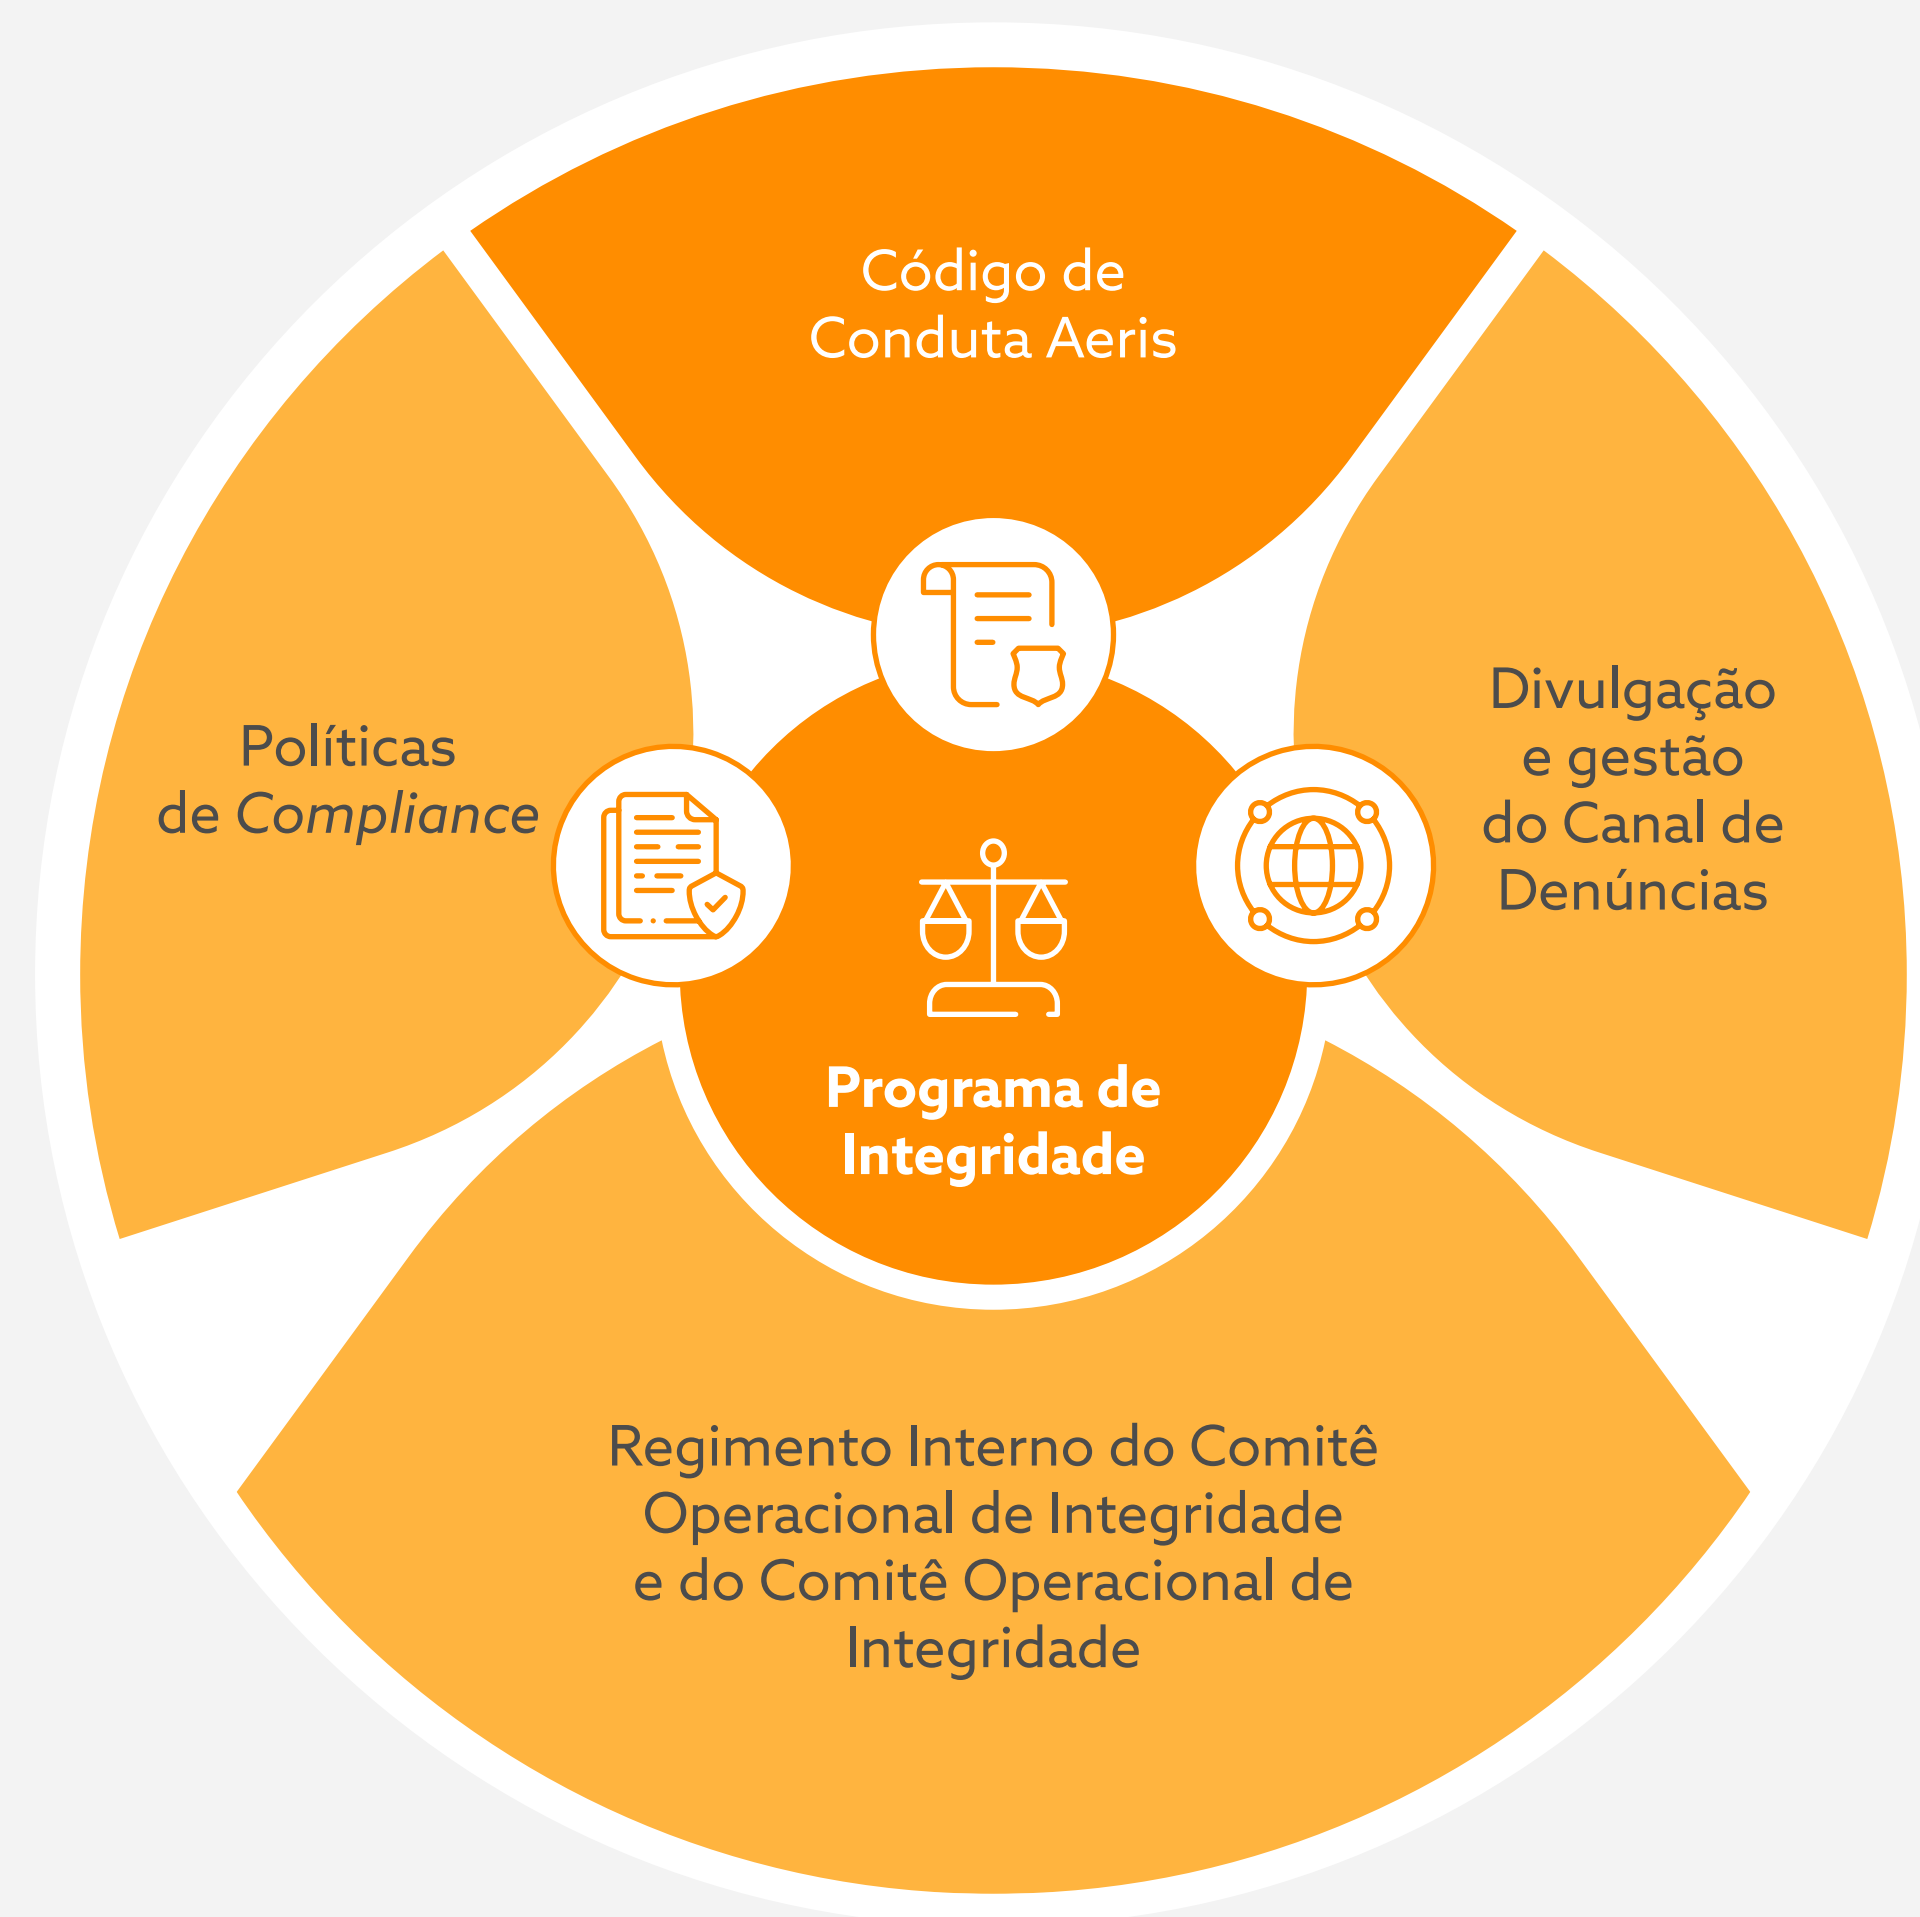 Código de
Conduta Aeris
Políticas
de Compliance
Divulgação
e gestão
do Canal de
Denúncias
Programa de
Integridade
Regimento Interno do Comitê
Operacional de Integridade
e do Comitê Operacional de
Integridade